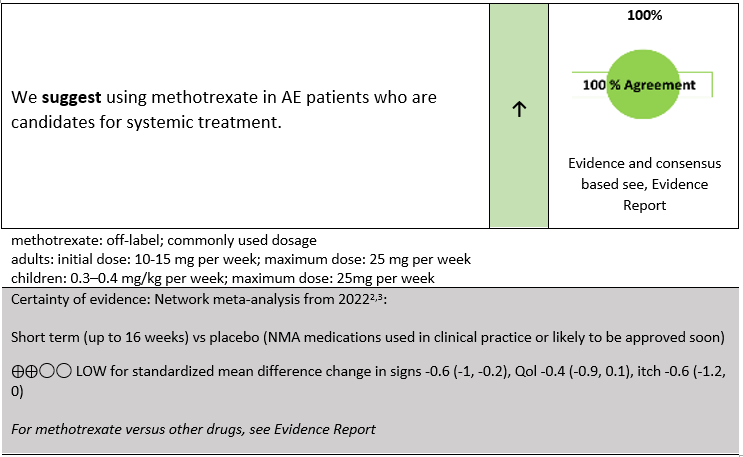 We suggest using methotrexate in AE patients who are
candidates for systemic treatment.
↑
100%
100 % Agreement
Evidence and consensus
based see, Evidence
Report
methotrexate: off-label; commonly used dosage
adults: initial dose: 10-15 mg per week; maximum dose: 25 mg per week
children: 0.3–0.4 mg/kg per week; maximum dose: 25mg per week
Certainty of evidence: Network meta-analysis from 2022²,³:
Short term (up to 16 weeks) vs placebo (NMA medications used in clinical practice or likely to be approved soon)
⨁⨁◯◯ LOW for standardized mean difference change in signs -0.6 (-1, -0.2), Qol -0.4 (-0.9, 0.1), itch -0.6 (-1.2,
0)
For methotrexate versus other drugs, see Evidence Report